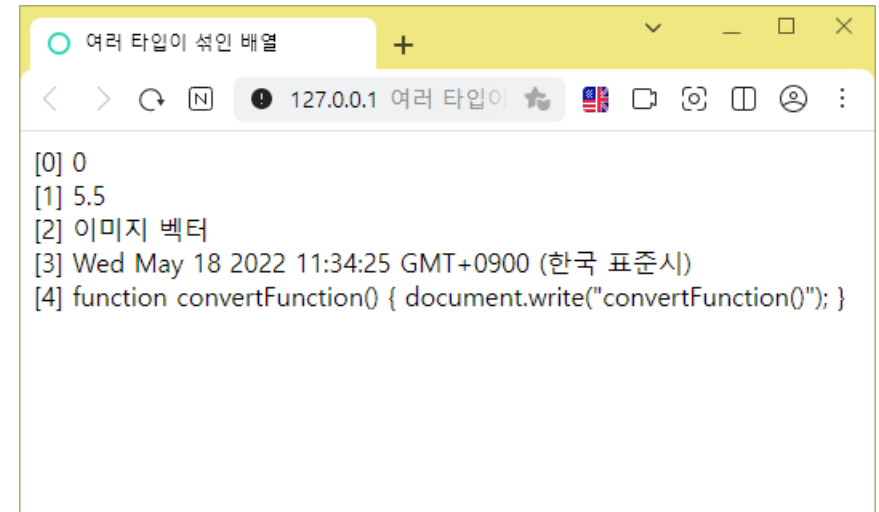 여러 타입이 섞인 배열
N 127.0.0.1 여러 타입이
[0] 0
[1] 5.5
[2] 이미지 벡터
[3] Wed May 18 2022 11:34:25 GMT+0900 (한국 표준시)
[4] function convertFunction() { document.write("convertFunction()"); }